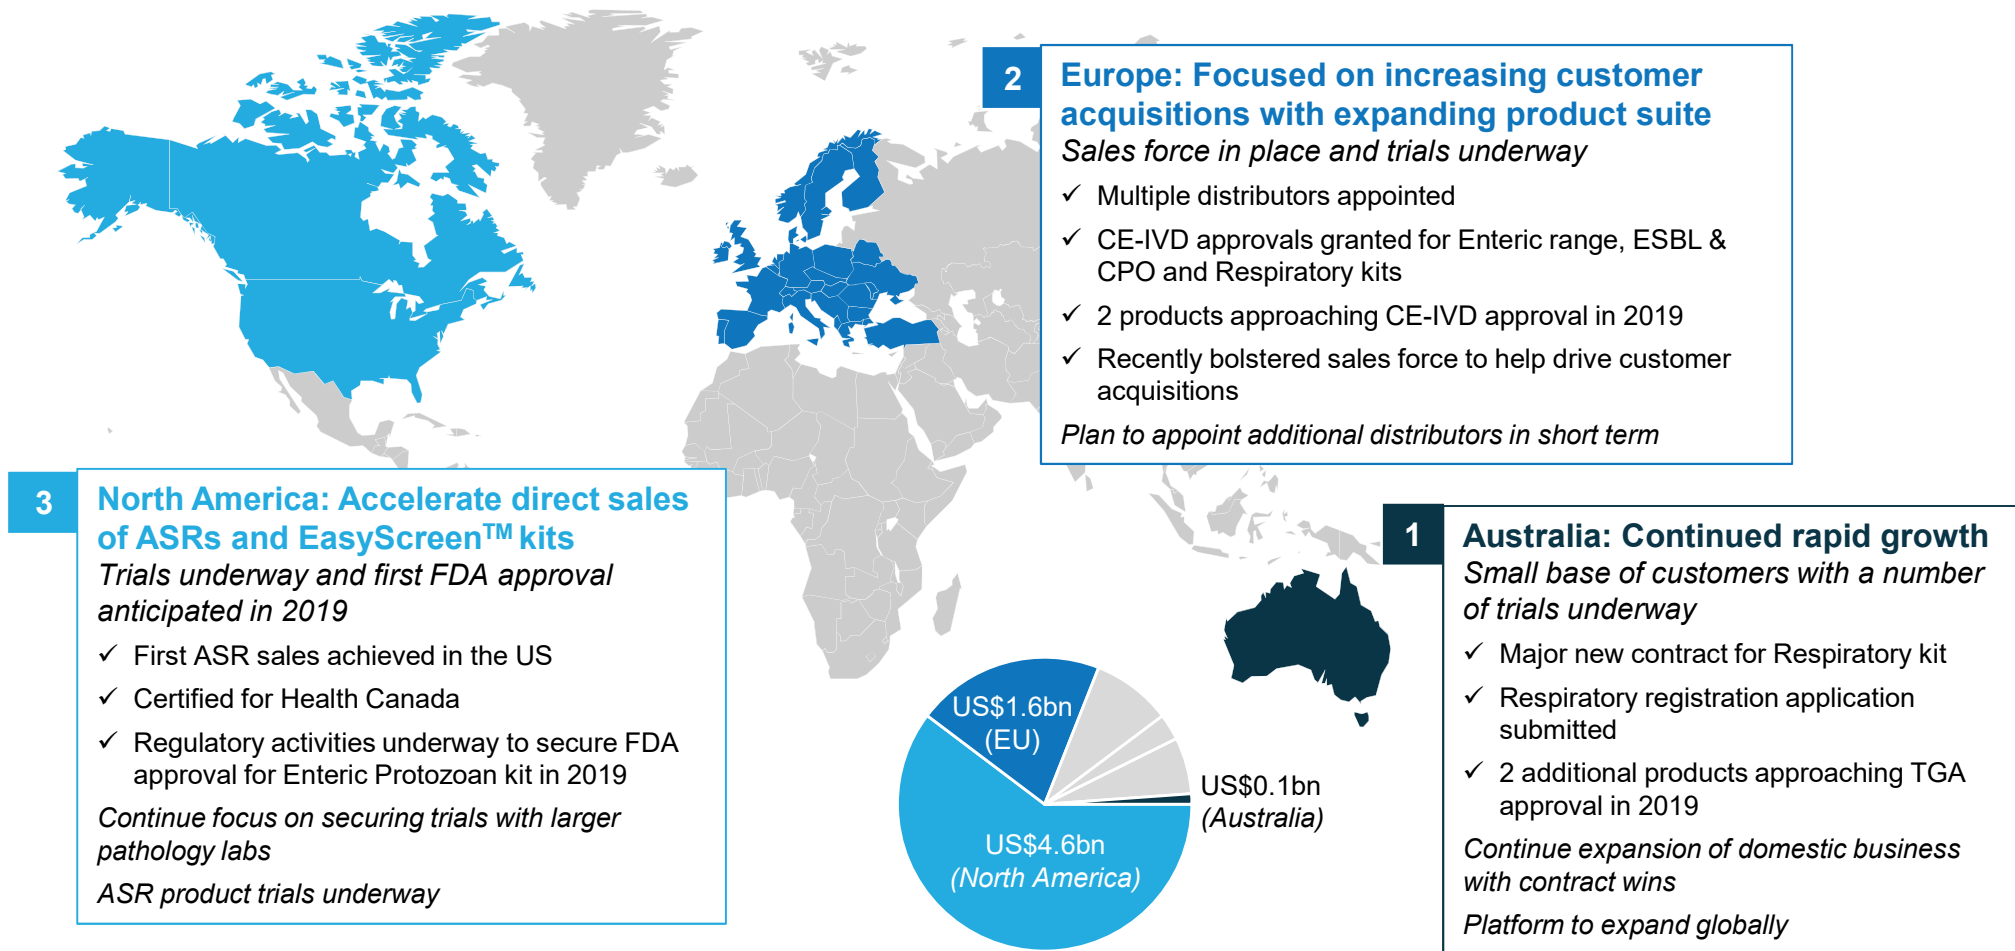 2
Europe: Focused on increasing customer
acquisitions with expanding product suite
Sales force in place and trials underway
✓ Multiple distributors appointed
✓ CE-IVD approvals granted for Enteric range, ESBL &
CPO and Respiratory kits
✓ 2 products approaching CE-IVD approval in 2019
✓ Recently bolstered sales force to help drive customer
acquisitions
Plan to appoint additional distributors in short term
3
North America: Accelerate direct sales
of ASRs and EasyScreen™ kits
Trials underway and first FDA approval
anticipated in 2019
✓ First ASR sales achieved in the US
✓ Certified for Health Canada
✓ Regulatory activities underway to secure FDA
approval for Enteric Protozoan kit in 2019
Continue focus on securing trials with larger
pathology labs
ASR product trials underway
1
Australia: Continued rapid growth
Small base of customers with a number
of trials underway
✓ Major new contract for Respiratory kit
✓ Respiratory registration application
submitted
✓ 2 additional products approaching TGA
approval in 2019
Continue expansion of domestic business
with contract wins
Platform to expand globally
US$1.6bn
(EU)
US$0.1bn
(Australia)
US$4.6bn
(North America)